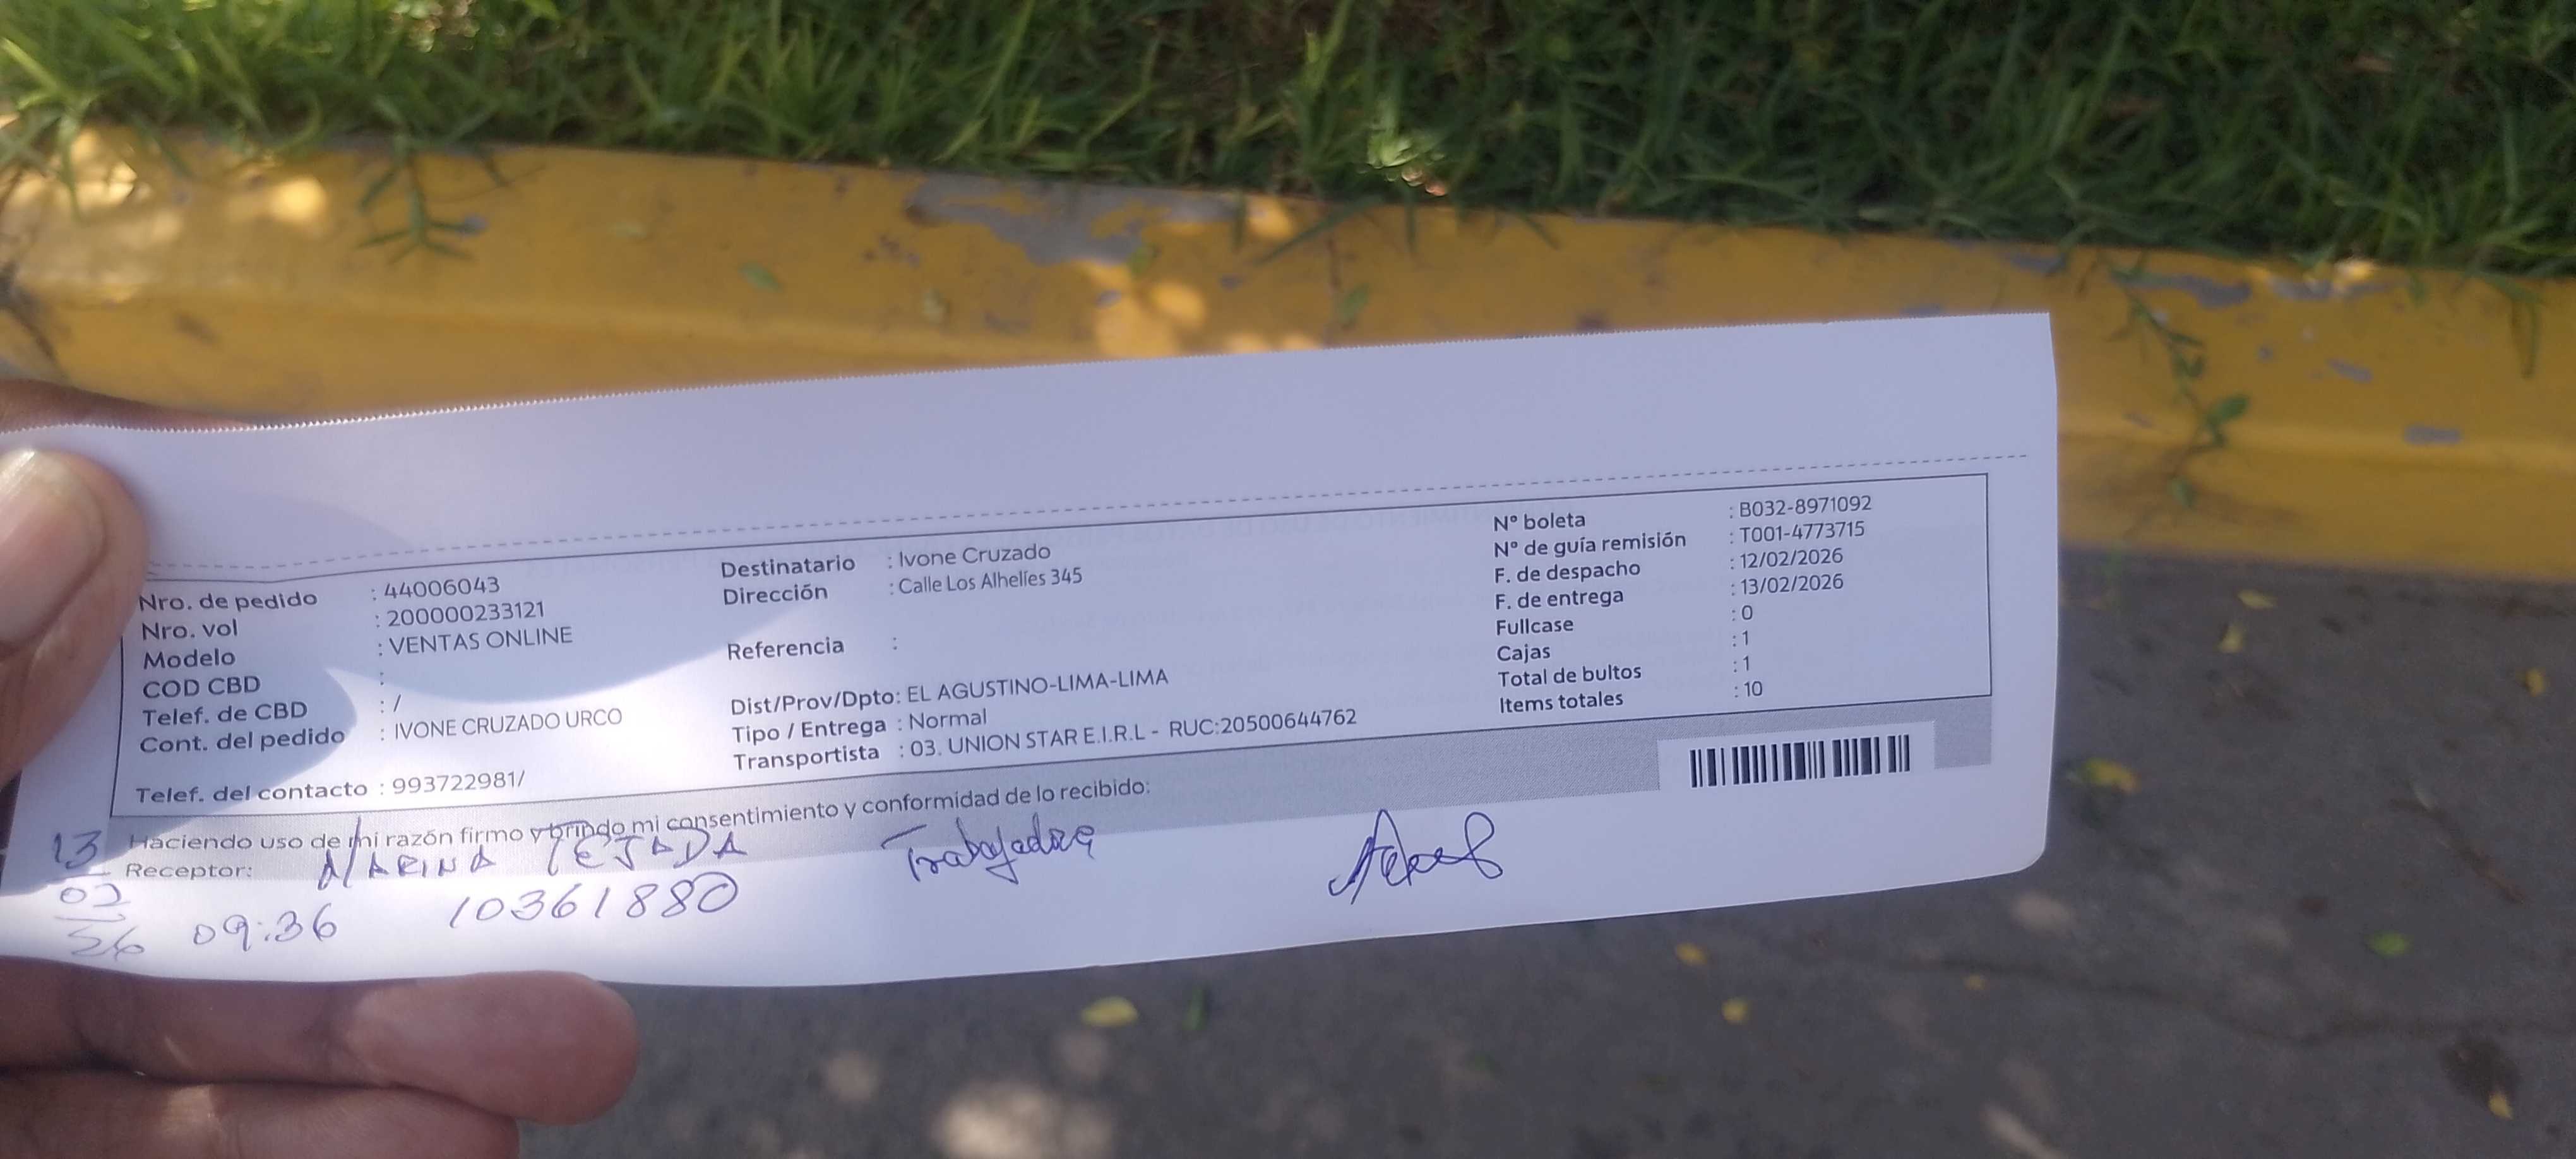 Nro. de pedido : 44006043
Nro. vol : 200000233121
Modelo : VENTAS ONLINE
COD CBD :
Telef. de CBD : /
Cont. del pedido : IVONE CRUZADO URCO
Telef. del contacto : 993722981/
Destinatario : Ivone Cruzado
Dirección : Calle Los Alhelíes 345
Referencia :
Dist/Prov/Dpto: EL AGUSTINO-LIMA-LIMA
Tipo / Entrega : Normal
Transportista : 03. UNION STAR E.I.R.L - RUC:20500644762
N° boleta : B032-8971092
N° de guía remisión : T001-4773715
F. de despacho : 12/02/2026
F. de entrega : 13/02/2026
Fullcase : 0
Cajas : 1
Total de bultos : 1
Items totales : 10
Haciendo uso de mi razón firmo y brindo mi consentimiento y conformidad de lo recibido:
Receptor: MARINA TEJADA Trabajadora
13/02/26 09:36 10361880